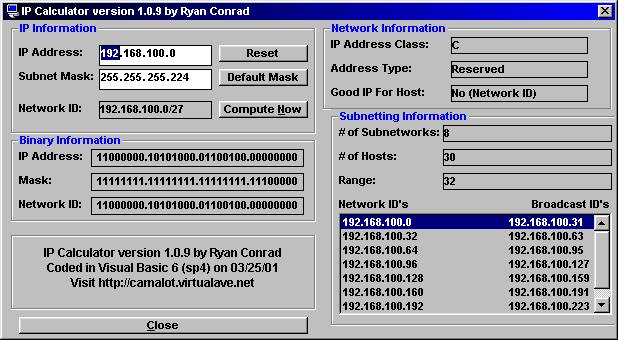 IP Calculator version 1.0.9 by Ryan Conrad
IP Information
IP Address: 192.168.100.0 Reset
Subnet Mask: 255.255.255.224 Default Mask
Network ID: 192.168.100.0/27 Compute Now
Binary Information
IP Address: 11000000.10101000.01100100.00000000
Mask: 11111111.11111111.11111111.11100000
Network ID: 11000000.10101000.01100100.00000000
IP Calculator version 1.0.9 by Ryan Conrad
Coded in Visual Basic 6 (sp4) on 03/25/01
Visit http://camalot.virtualave.net
Close
Network Information
IP Address Class: C
Address Type: Reserved
Good IP For Host: No (Network ID)
Subnetting Information
# of Subnetworks: 8
# of Hosts: 30
Range: 32
Network ID's Broadcast ID's
192.168.100.0 192.168.100.31
192.168.100.32 192.168.100.63
192.168.100.64 192.168.100.95
192.168.100.96 192.168.100.127
192.168.100.128 192.168.100.159
192.168.100.160 192.168.100.191
192.168.100.192 192.168.100.223